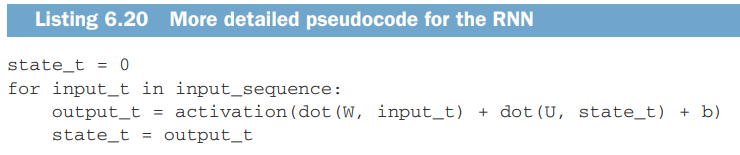 Listing 6.20 More detailed pseudocode for the RNN
state_t = 0
for input_t in input_sequence:
    output_t = activation(dot(W, input_t) + dot(U, state_t) + b)
    state_t = output_t